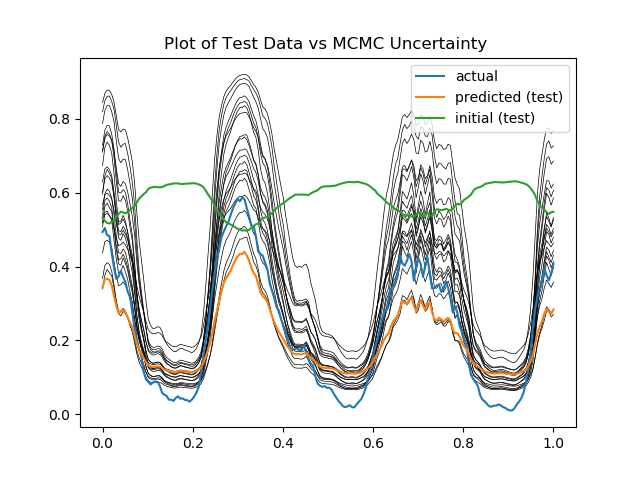 Plot of Test Data vs MCMC Uncertainty
actual
predicted (test)
initial (test)
0.8
0.6
0.4
0.2
0.0
0.0 0.2 0.4 0.6 0.8 1.0